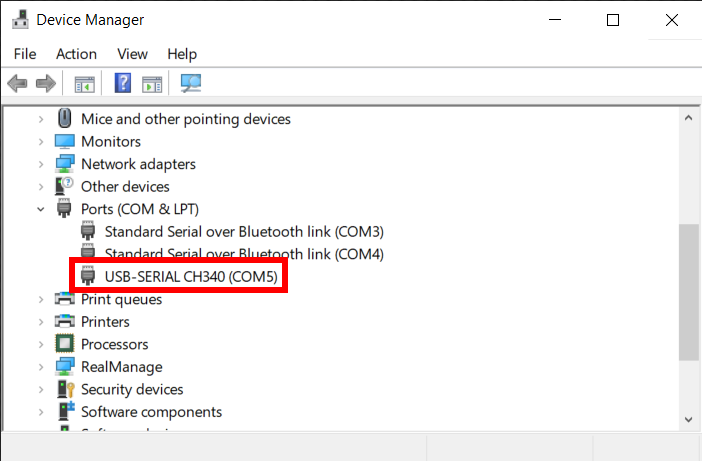 Device Manager
File Action View Help
Mice and other pointing devices
Monitors
Network adapters
Other devices
Ports (COM & LPT)
Standard Serial over Bluetooth link (COM3)
Standard Serial over Bluetooth link (COM4)
USB-SERIAL CH340 (COM5)
Print queues
Printers
Processors
RealManage
Security devices
Software components